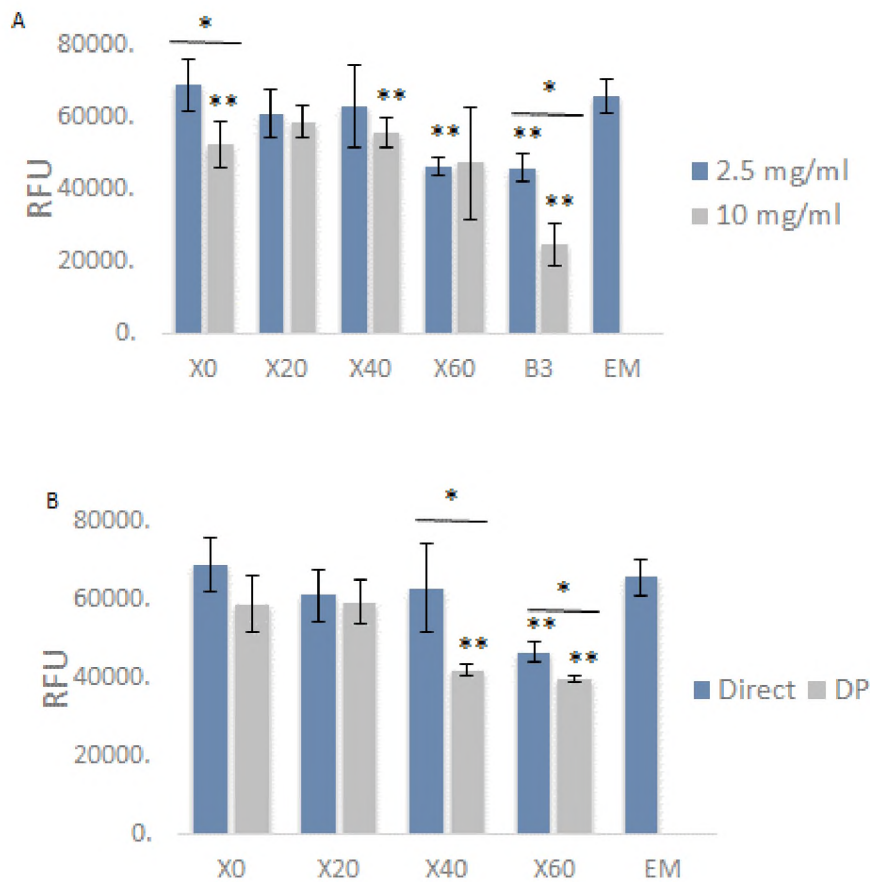 A
*
80000.
**
**
*
60000.
**
**
RFU
40000.
**
20000.
0.
X0 X20 X40 X60 B3 EM
2.5 mg/ml
10 mg/ml
B
*
80000.
*
60000.
**
**
**
RFU
40000.
20000.
0.
X0 X20 X40 X60 EM
Direct DP